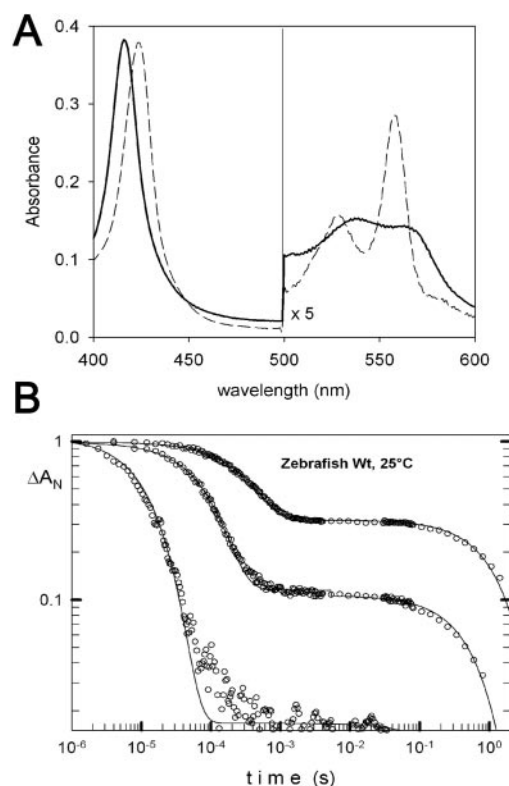 A
0.4
0.3
0.2
0.1
0.0
Absorbance
x 5
400 450 500 550 600
wavelength (nm)
B
1
ΔA_N
Zebrafish Wt, 25°C
0.1
10⁻⁶ 10⁻⁵ 10⁻⁴ 10⁻³ 10⁻² 10⁻¹ 10⁰
time (s)